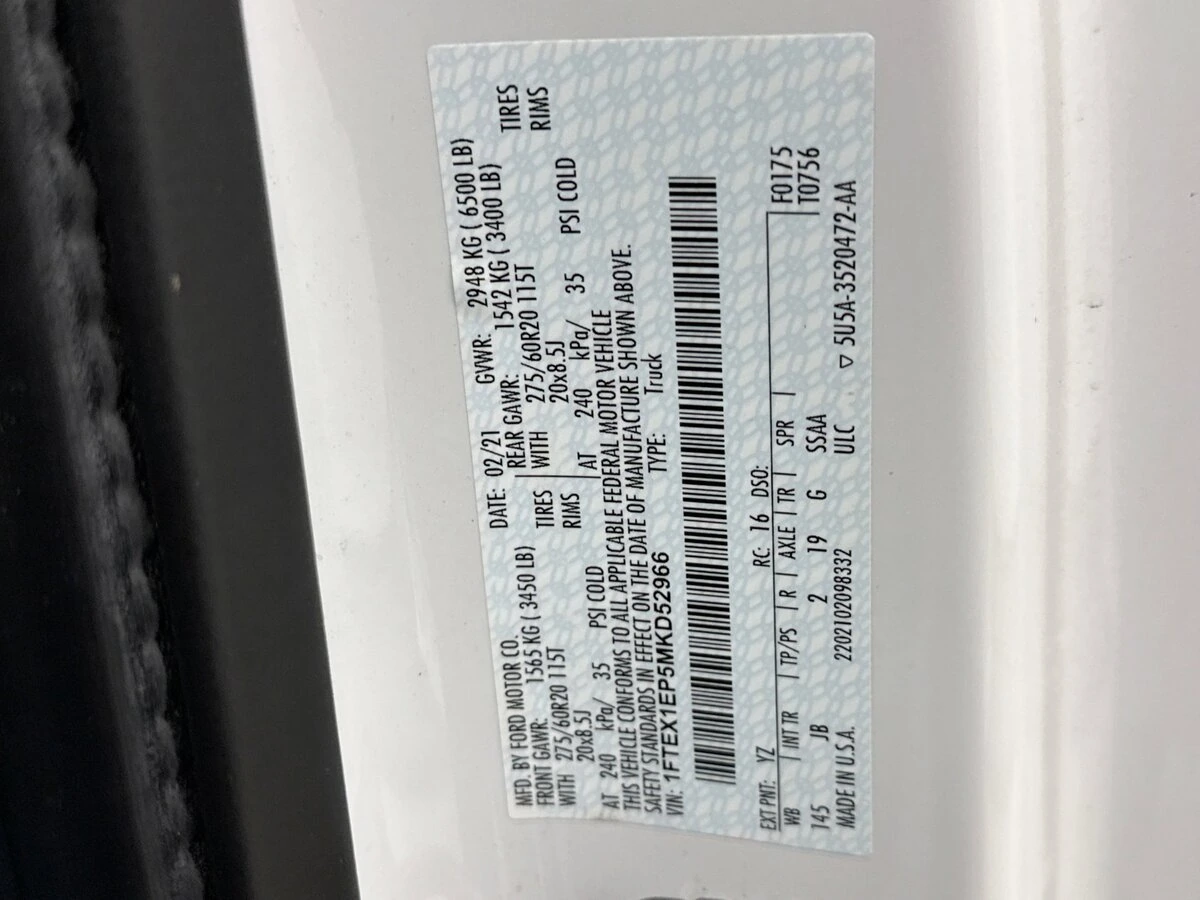 MFD. BY FORD MOTOR CO.
DATE: 02/21 GVWR: 2948 KG ( 6500 LB)
FRONT GAWR: 1565 KG ( 3450 LB) REAR GAWR: 1542 KG ( 3400 LB)
WITH 275/60R20 115T TIRES WITH 275/60R20 115T TIRES
20x8.5J RIMS 20x8.5J RIMS
AT 240 kPa/ 35 PSI COLD AT 240 kPa/ 35 PSI COLD
THIS VEHICLE CONFORMS TO ALL APPLICABLE FEDERAL MOTOR VEHICLE
SAFETY STANDARDS IN EFFECT ON THE DATE OF MANUFACTURE SHOWN ABOVE.
VIN: 1FTEX1EP5MKD52966 TYPE: Truck
EXT PNT: YZ RC: 16 DSO: F0175
WB INT TR TP/PS R AXLE TR SPR T0756
145 JB 2 19 G SSAA
MADE IN U.S.A. 220210209​8332 ULC ▽ 5U5A-3520472-AA